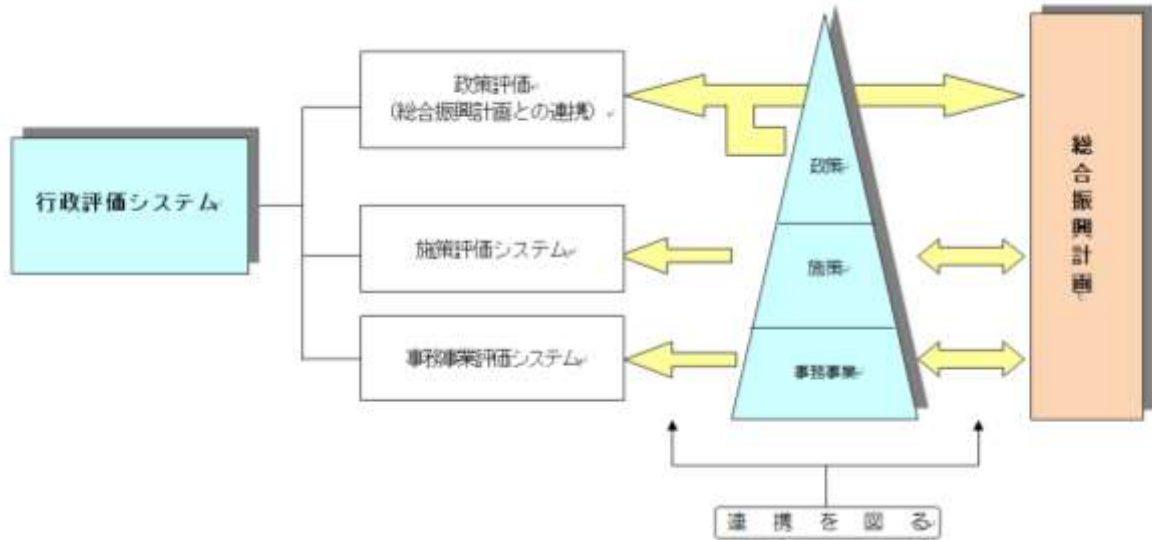 行政評価システム
政策評価
(総合振興計画との連携)
施策評価システム
事務事業評価システム
政策
施策
事務事業
総合振興計画
連携を図る